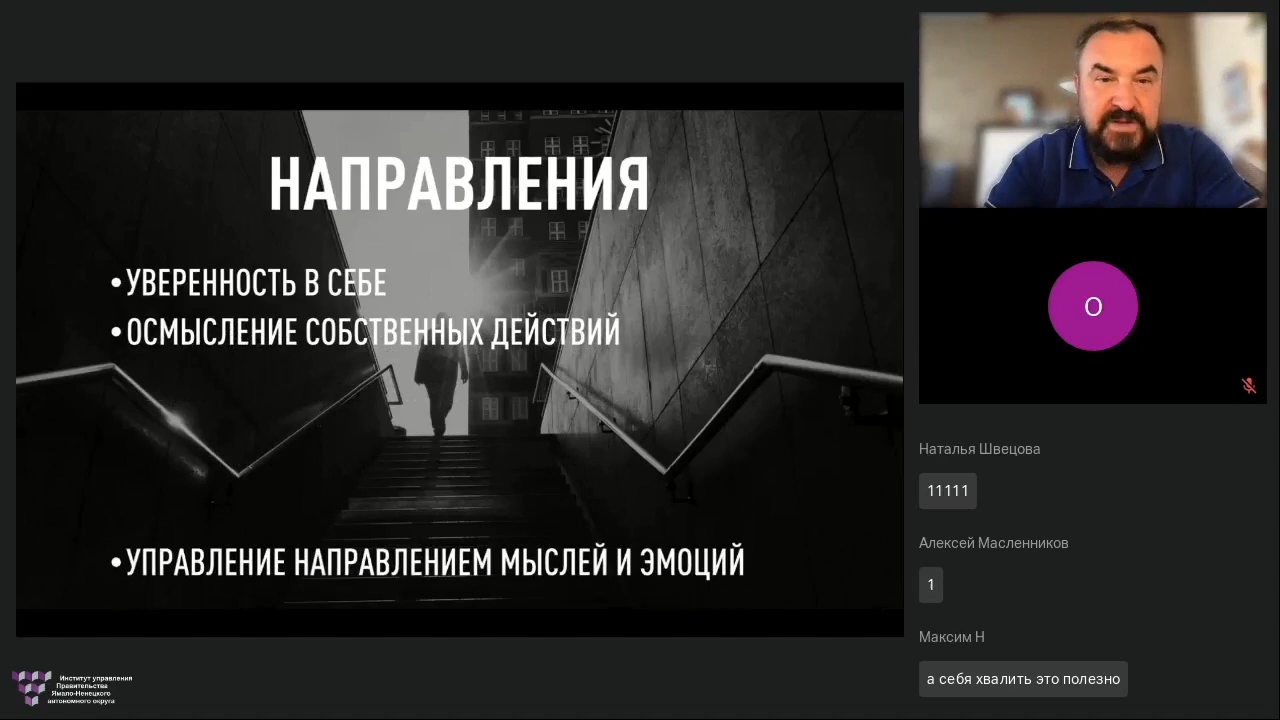 НАПРАВЛЕНИЯ
•УВЕРЕННОСТЬ В СЕБЕ
•ОСМЫСЛЕНИЕ СОБСТВЕННЫХ ДЕЙСТВИЙ
•УПРАВЛЕНИЕ НАПРАВЛЕНИЕМ МЫСЛЕЙ И ЭМОЦИЙ
Институт управления
Правительства
Ямало-Ненецкого
автономного округа
О
Наталья Швецова
11111
Алексей Масленников
1
Максим Н
а себя хвалить это полезно